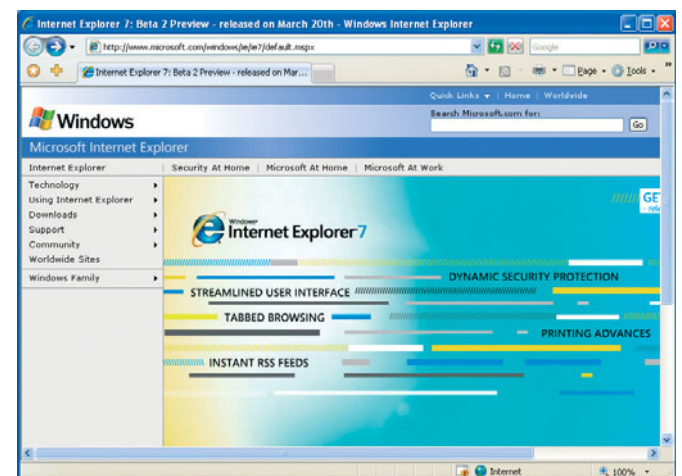 Internet Explorer 7: Beta 2 Preview - released on March 20th - Windows Internet Explorer
http://www.microsoft.com/windows/ie/ie7/default.mspx
Google
Internet Explorer 7: Beta 2 Preview - released on Mar...
Page Tools
Quick Links | Home | Worldwide
Windows
Search Microsoft.com for:
Go
Microsoft Internet Explorer
Internet Explorer | Security At Home | Microsoft At Home | Microsoft At Work
Technology
Using Internet Explorer
Downloads
Support
Community
Worldwide Sites
Windows Family
GE
Windows
Internet Explorer 7
DYNAMIC SECURITY PROTECTION
STREAMLINED USER INTERFACE
TABBED BROWSING
PRINTING ADVANCES
INSTANT RSS FEEDS
Internet
100%